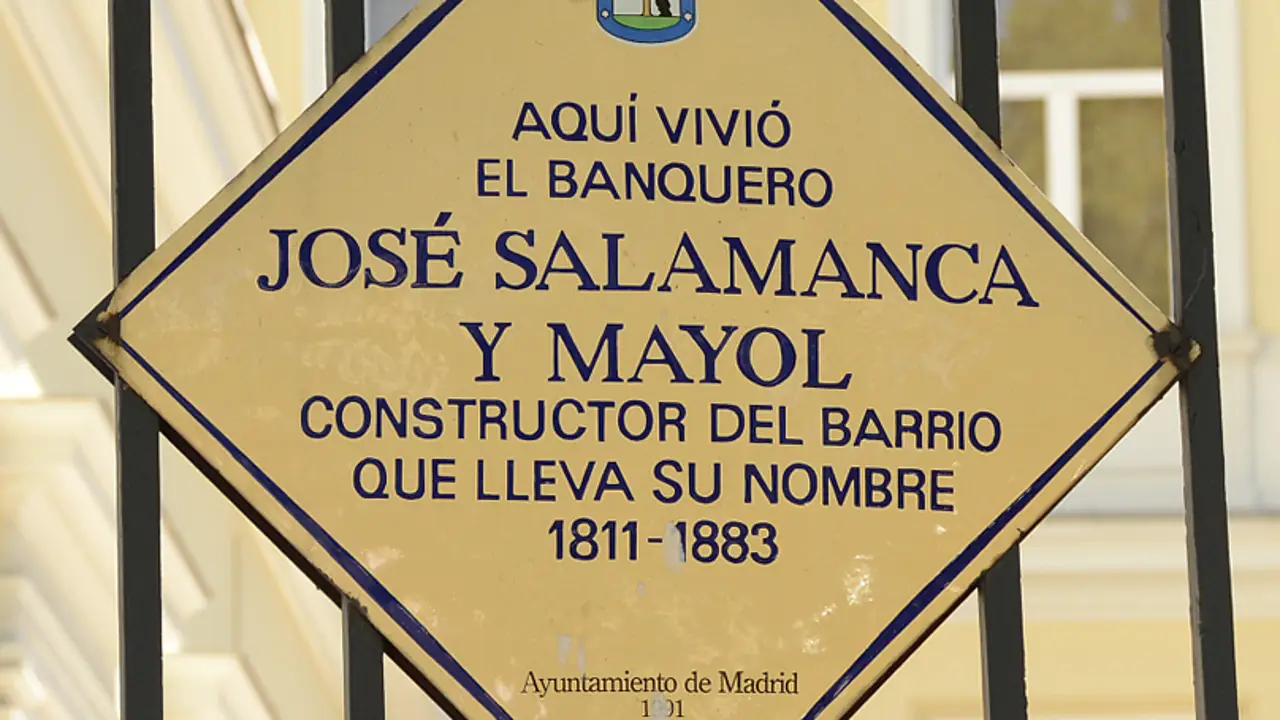 AQUÍ VIVIÓ
EL BANQUERO
JOSÉ SALAMANCA
Y MAYOL
CONSTRUCTOR DEL BARRIO
QUE LLEVA SU NOMBRE
1811-1883
Ayuntamiento de Madrid
1991